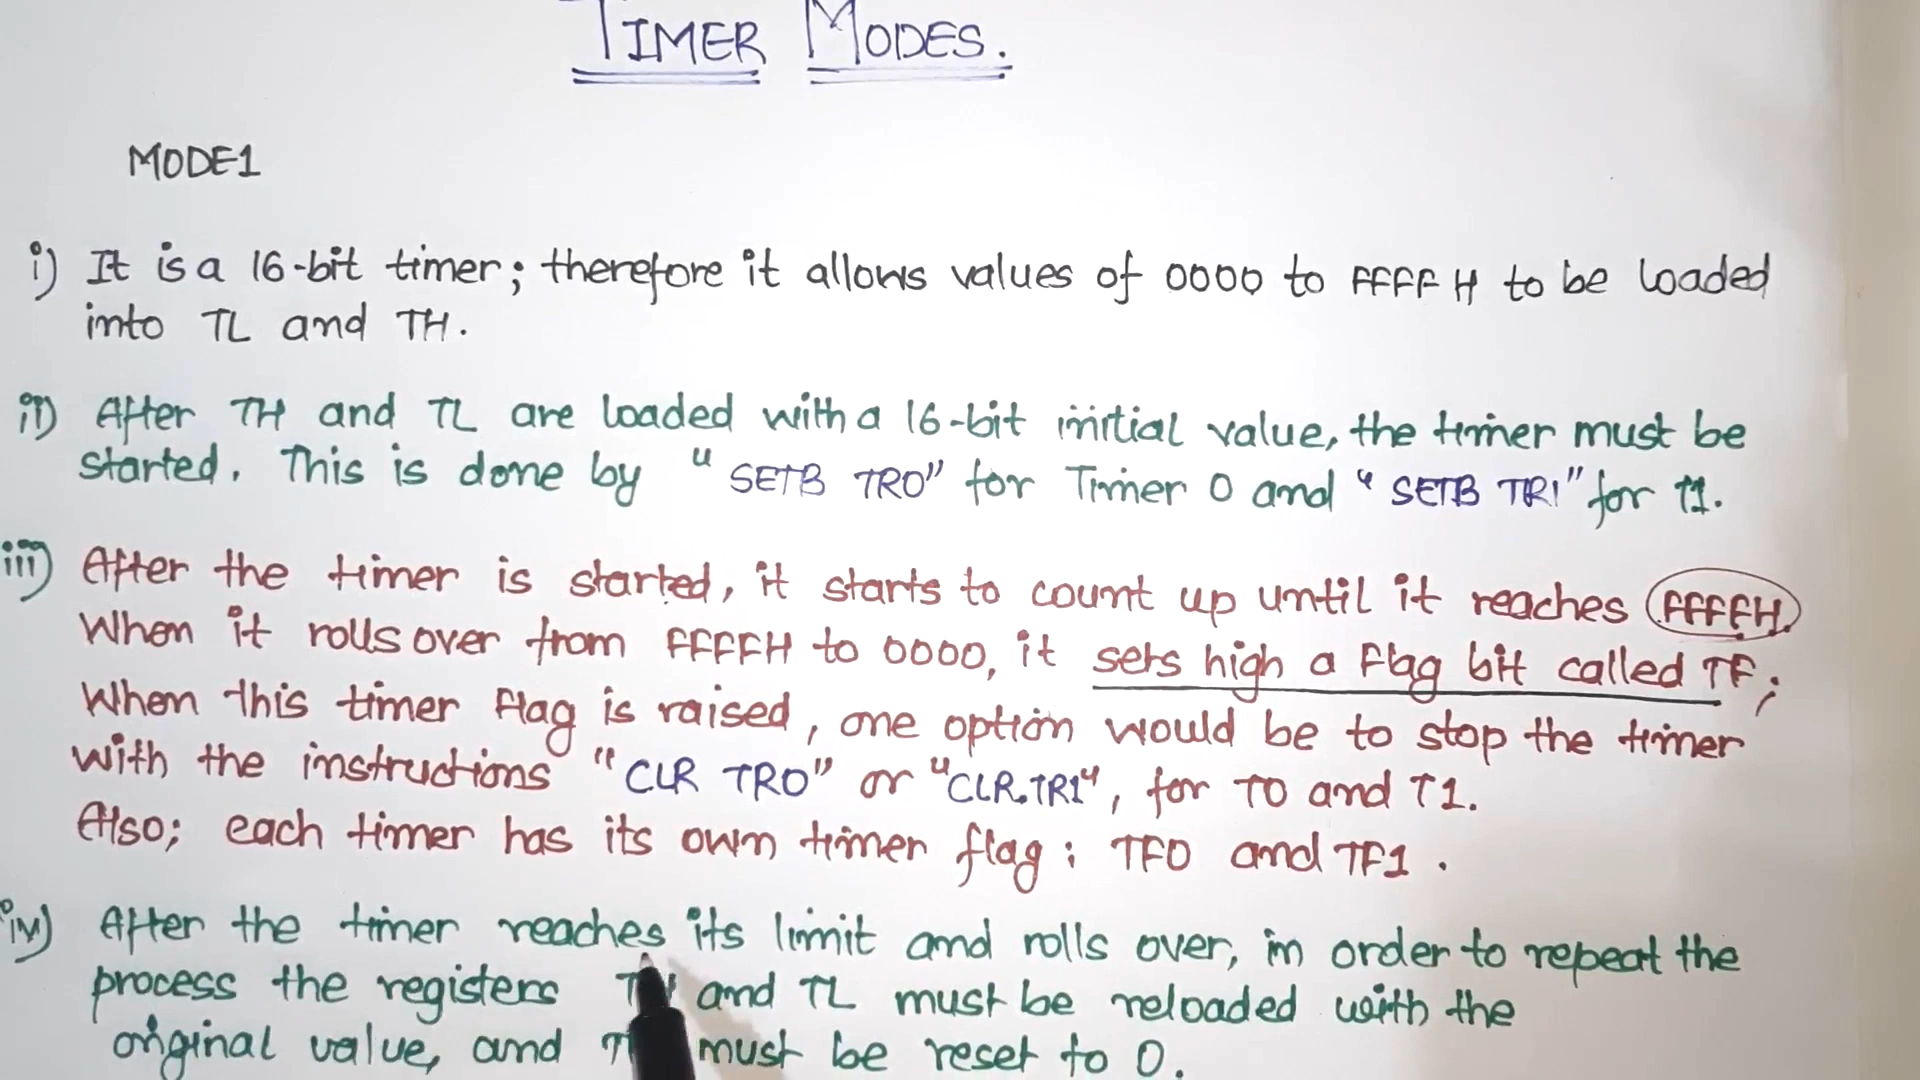 TIMER MODES.
MODE1
i) It is a 16-bit timer; therefore it allows values of 0000 to FFFF H to be loaded
into TL and TH.
ii) After TH and TL are loaded with a 16-bit initial value, the timer must be
started. This is done by "SETB TR0" for Timer 0 and "SETB TR1" for T1.
iii) After the timer is started, it starts to count up until it reaches FFFFH.
When it rolls over from FFFFH to 0000, it sets high a Flag bit called TF;
When this timer Flag is raised, one option would be to stop the timer
with the instructions "CLR TR0" or "CLR.TR1", for T0 and T1.
Also; each timer has its own timer flag: TF0 and TF1.
iv) After the timer reaches its limit and rolls over, in order to repeat the
process the registers and TL must be reloaded with the
original value, and must be reset to 0.